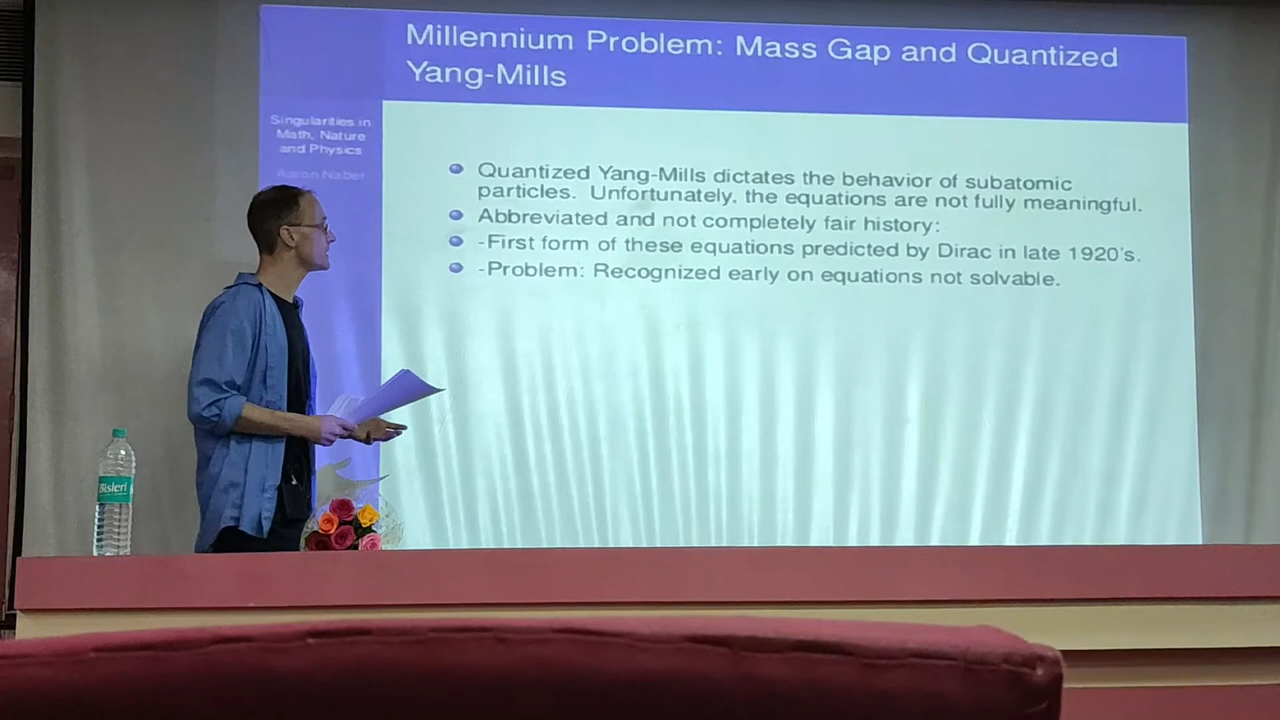 Millennium Problem: Mass Gap and Quantized
Yang-Mills
Singularities in
Math, Nature
and Physics
Aaron Naber
Quantized Yang-Mills dictates the behavior of subatomic
particles. Unfortunately, the equations are not fully meaningful.
Abbreviated and not completely fair history:
-First form of these equations predicted by Dirac in late 1920's.
-Problem: Recognized early on equations not solvable.
Bisleri